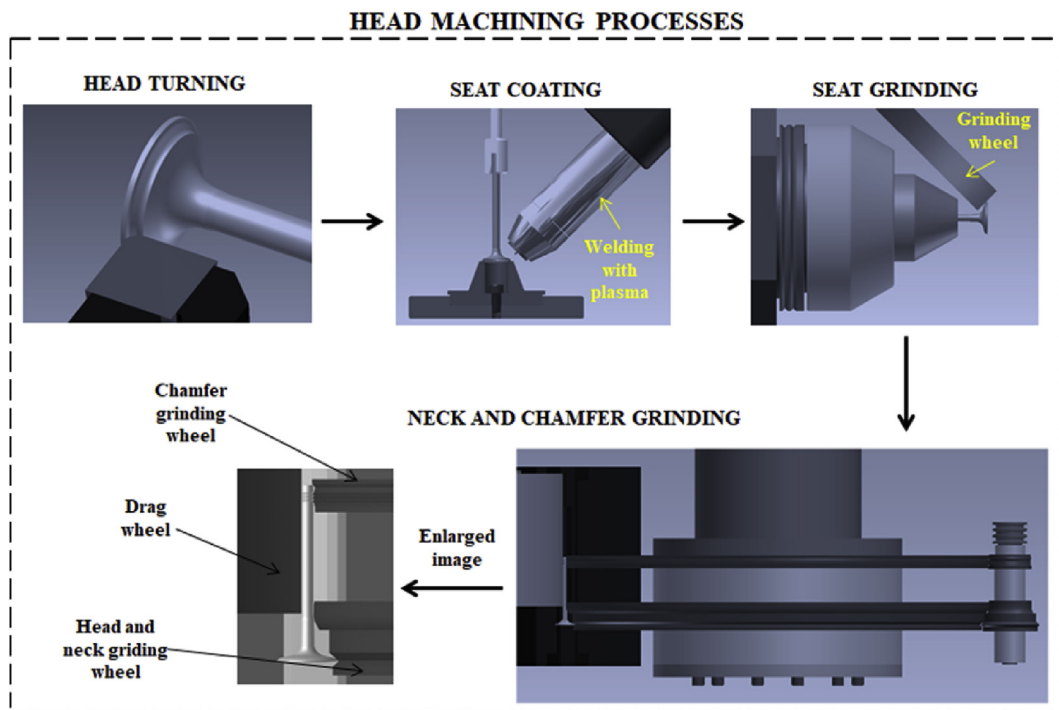 HEAD MACHINING PROCESSES
HEAD TURNING
SEAT COATING
SEAT GRINDING
Grinding
wheel
Welding
with
plasma
NECK AND CHAMFER GRINDING
Chamfer
grinding
wheel
Drag
wheel
Enlarged
image
Head and
neck griding
wheel